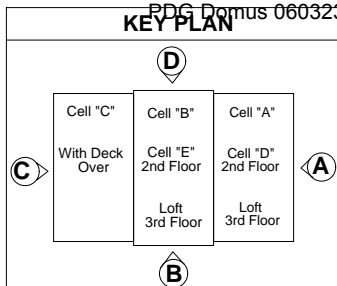 PDG Domus 060323
KEY PLAN
D
Cell "C"
With Deck
Over
Cell "B"
Cell "E"
2nd Floor
Loft
3rd Floor
Cell "A"
Cell "D"
2nd Floor
Loft
3rd Floor
C
A
B